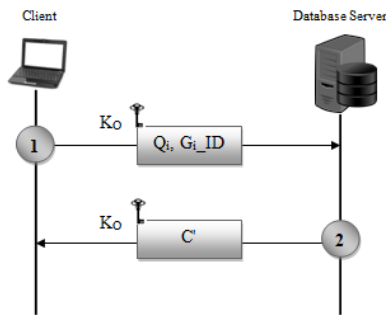 Client
Database Server
Ko
1
Qi, Gi_ID
Ko
C'
2